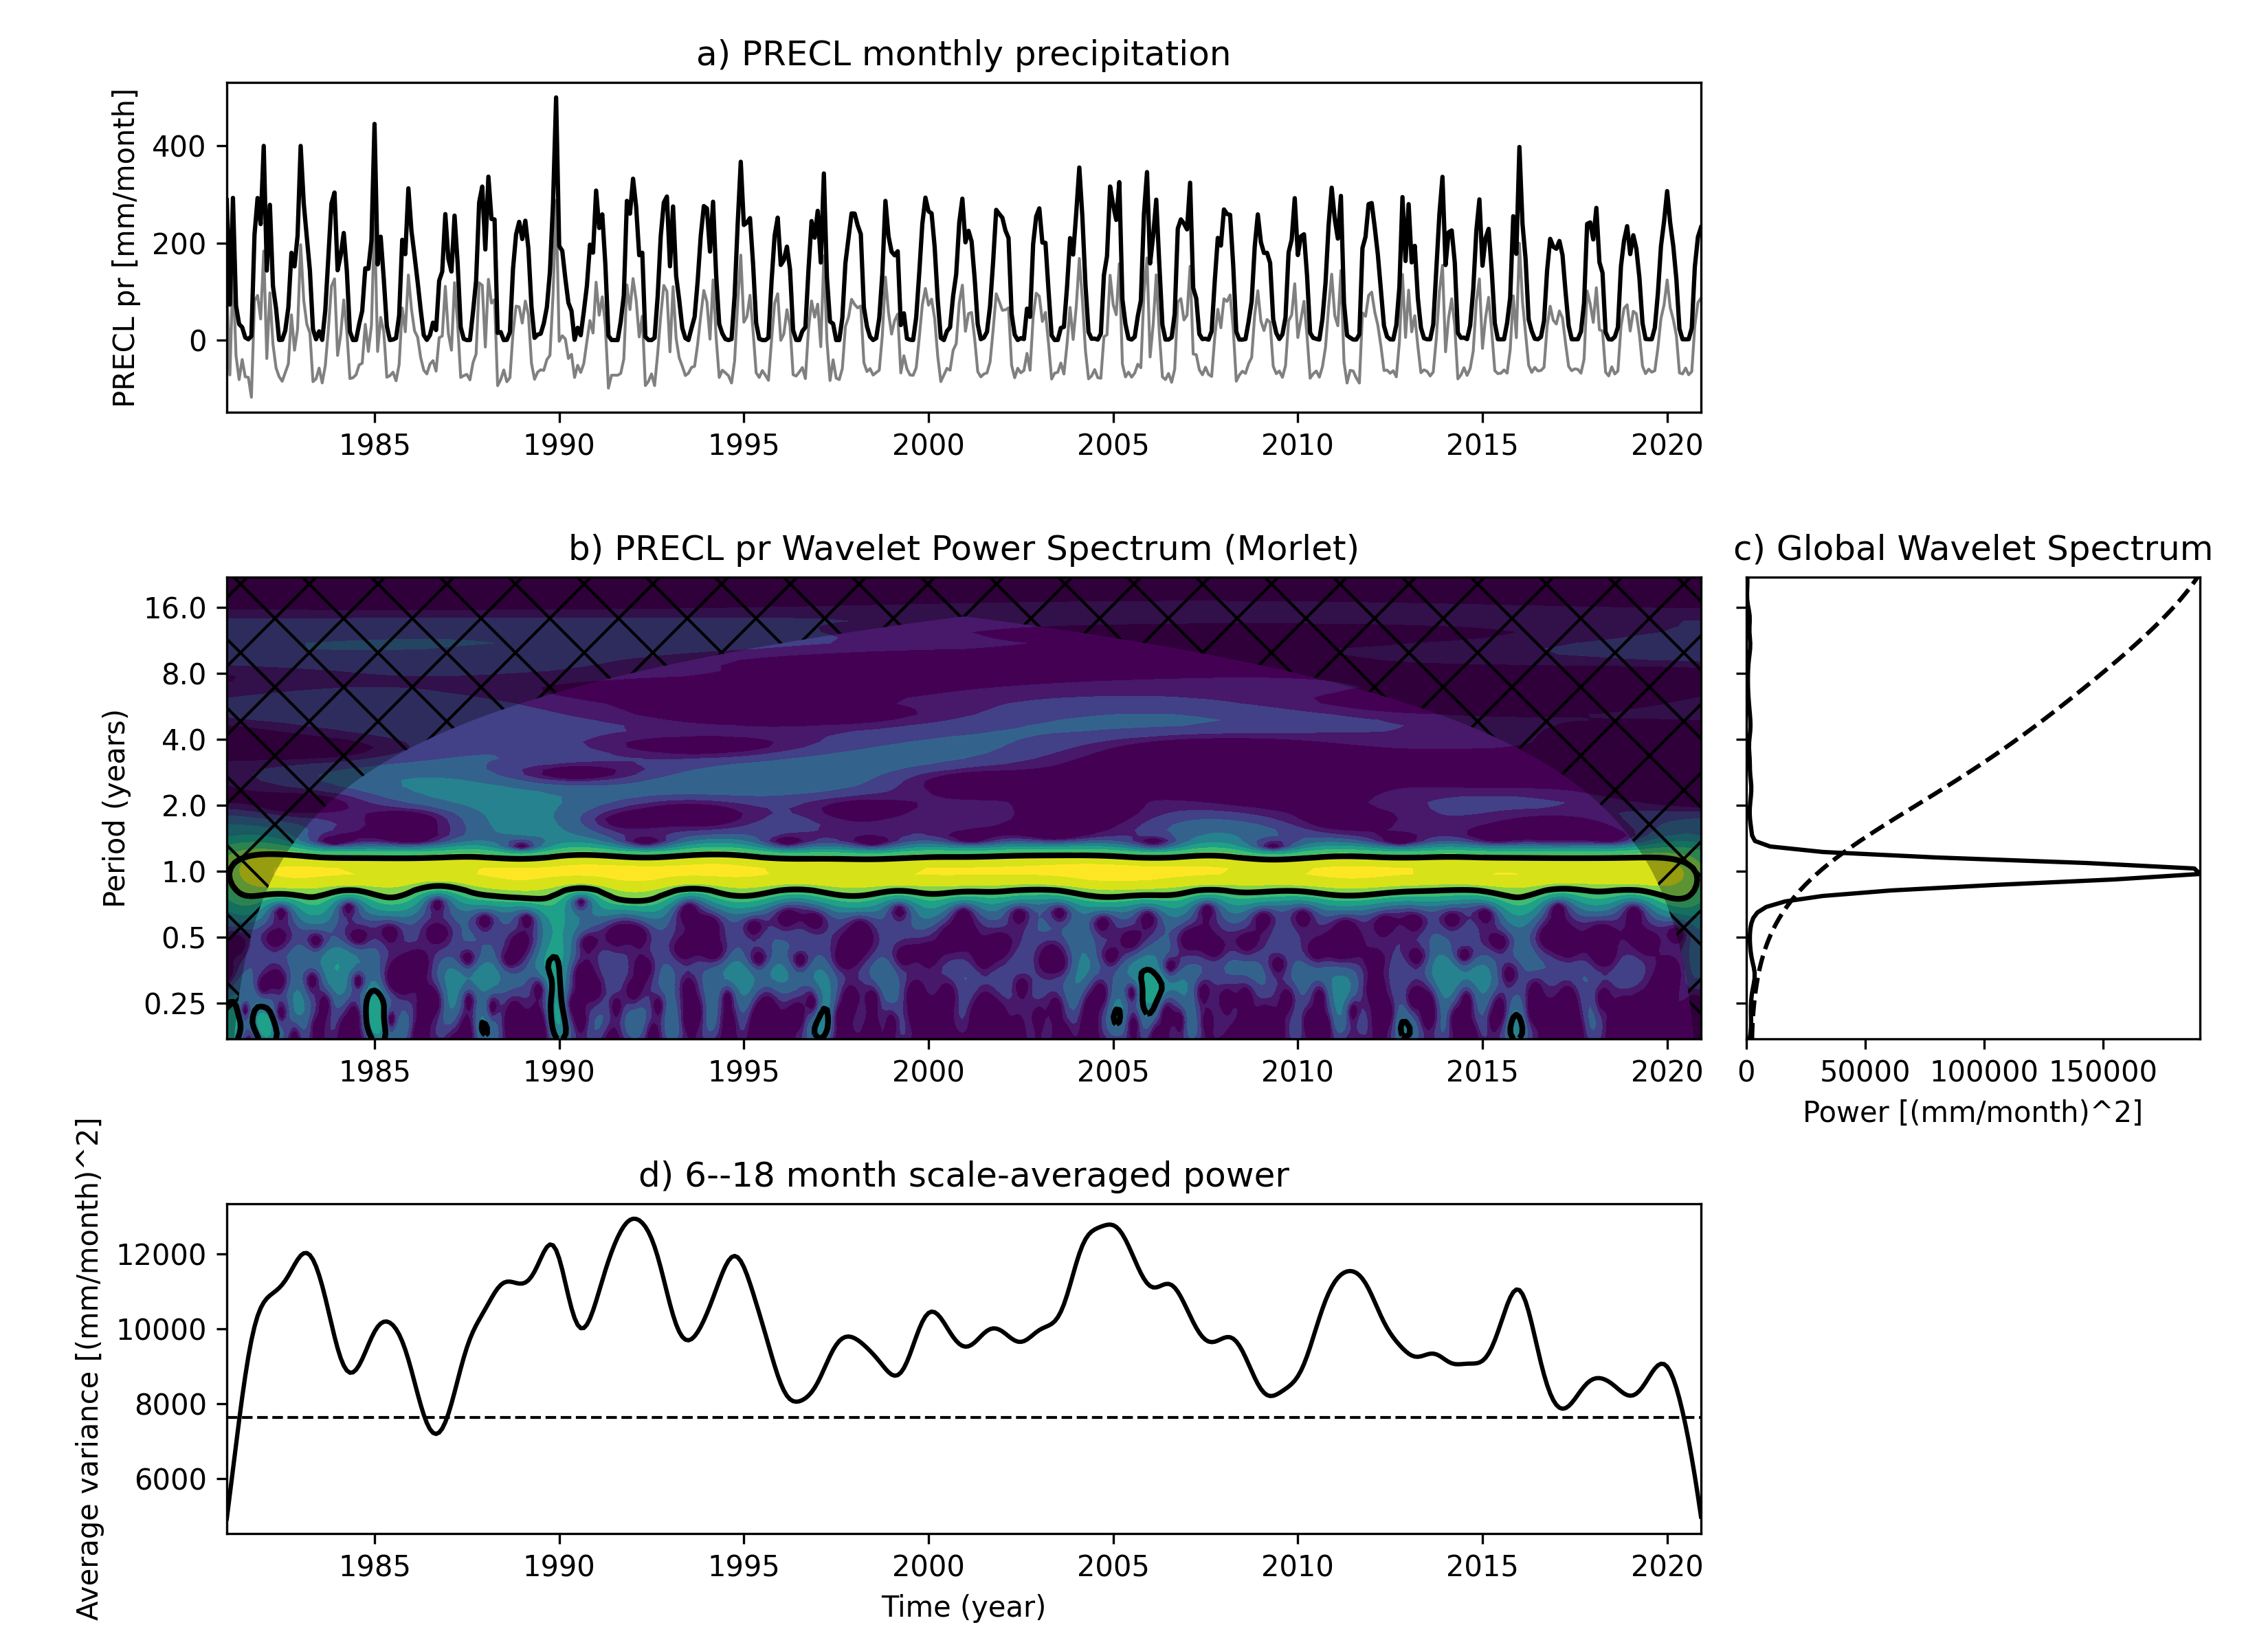 a) PRECL monthly precipitation
PRECL pr [mm/month]
400
200
0
1985 1990 1995 2000 2005 2010 2015 2020
b) PRECL pr Wavelet Power Spectrum (Morlet)
Period (years)
16.0
8.0
4.0
2.0
1.0
0.5
0.25
1985 1990 1995 2000 2005 2010 2015 2020
c) Global Wavelet Spectrum
0 50000 100000 150000
Power [(mm/month)^2]
d) 6--18 month scale-averaged power
Average variance [(mm/month)^2]
12000
10000
8000
6000
1985 1990 1995 2000 2005 2010 2015 2020
Time (year)